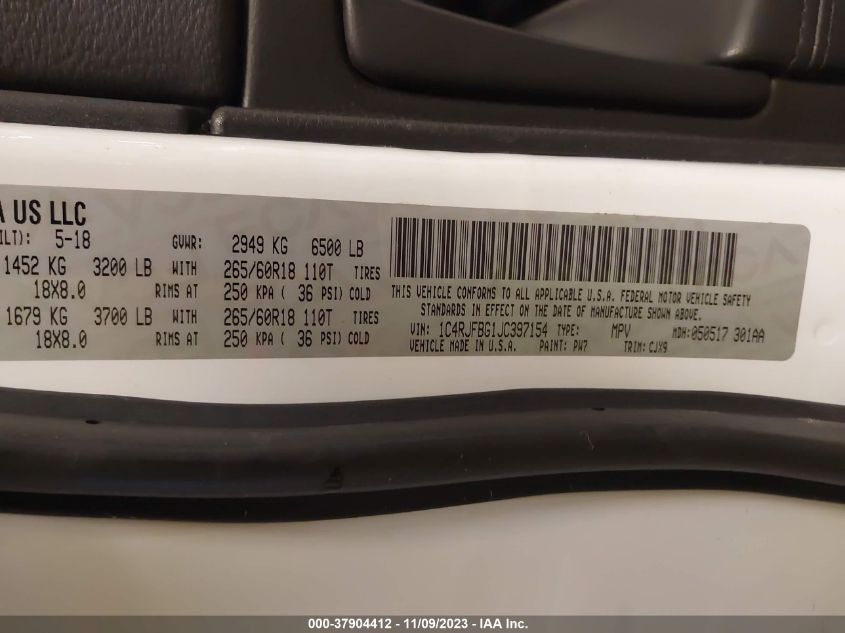 A US LLC
ILT): 5-18 GVWR: 2949 KG 6500 LB
1452 KG 3200 LB WITH 265/60R18 110T TIRES
18X8.0 RIMS AT 250 KPA ( 36 PSI) COLD
1679 KG 3700 LB WITH 265/60R18 110T TIRES
18X8.0 RIMS AT 250 KPA ( 36 PSI) COLD
THIS VEHICLE CONFORMS TO ALL APPLICABLE U.S.A. FEDERAL MOTOR VEHICLE SAFETY
STANDARDS IN EFFECT ON THE DATE OF MANUFACTURE SHOWN ABOVE.
VIN: 1C4RJFBG1JC397154 TYPE: MPV MDH: 050517 301AA
VEHICLE MADE IN U.S.A. PAINT: PW7 TRIM: CJX9
000-37904412 - 11/09/2023 - IAA Inc.